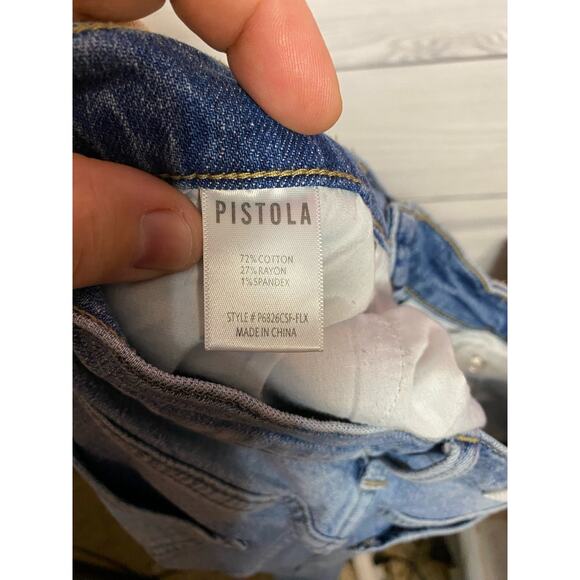 PISTOLA
72% COTTON
27% RAYON
1% SPANDEX
STYLE # P6826CSF-FLX
MADE IN CHINA